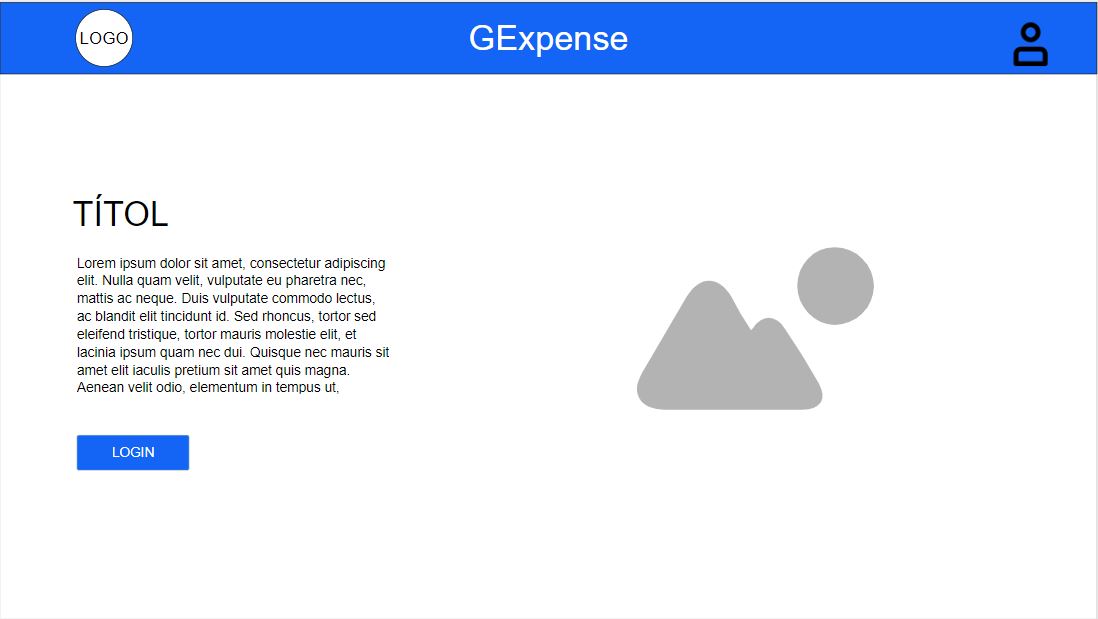 LOGO
GExpense
TÍTOL
Lorem ipsum dolor sit amet, consectetur adipiscing
elit. Nulla quam velit, vulputate eu pharetra nec,
mattis ac neque. Duis vulputate commodo lectus,
ac blandit elit tincidunt id. Sed rhoncus, tortor sed
eleifend tristique, tortor mauris molestie elit, et
lacinia ipsum quam nec dui. Quisque nec mauris sit
amet elit iaculis pretium sit amet quis magna.
Aenean velit odio, elementum in tempus ut,
LOGIN